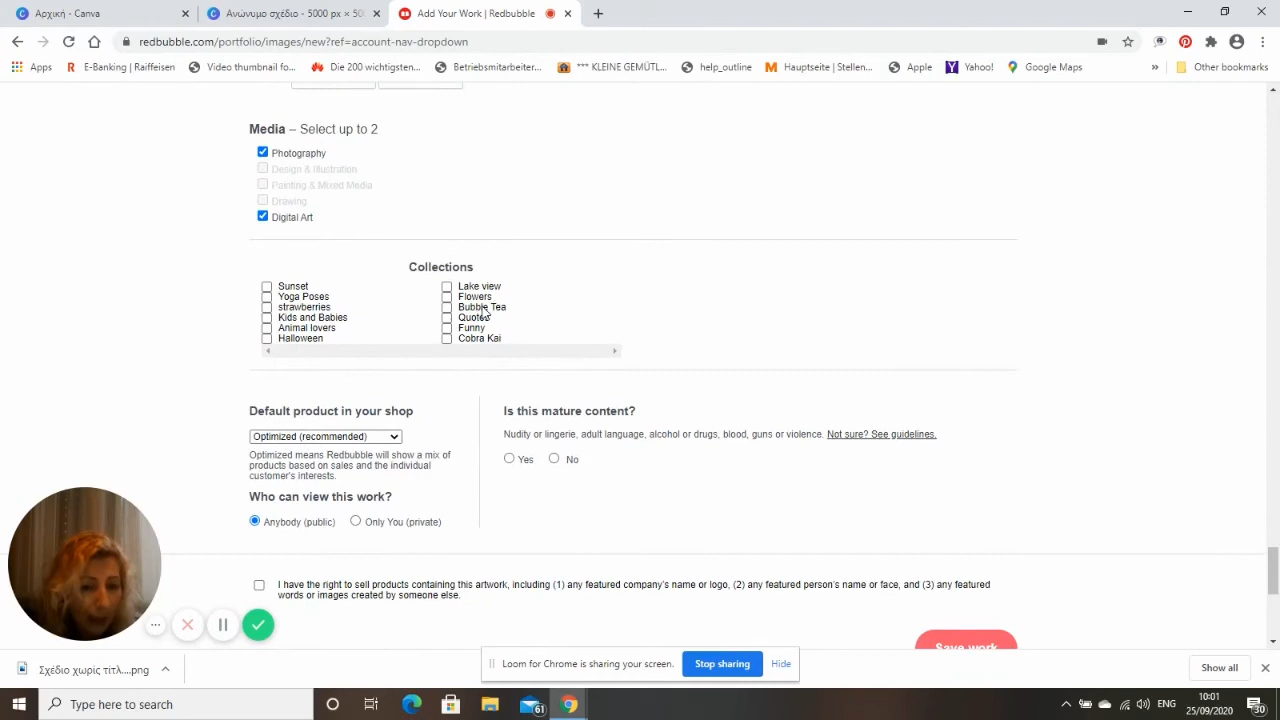 Αρχική – Canva
Ανώνυμο σχέδιο - 5000 px × 50
Add Your Work | Redbubble
redbubble.com/portfolio/images/new?ref=account-nav-dropdown
Apps
E-Banking | Raiffeisen
Video thumbnail fo...
Die 200 wichtigsten...
Betriebsmitarbeiter...
*** KLEINE GEMÜTL...
help_outline
Hauptseite | Stellen...
Apple
Yahoo!
Google Maps
»
Other bookmarks
Media – Select up to 2
Photography
Design & Illustration
Painting & Mixed Media
Drawing
Digital Art
Collections
Sunset
Lake view
Yoga Poses
Flowers
strawberries
Bubble Tea
Kids and Babies
Quotes
Animal lovers
Funny
Halloween
Cobra Kai
Default product in your shop
Optimized (recommended)
Optimized means Redbubble will show a mix of
products based on sales and the individual
customer's interests.
Who can view this work?
Anybody (public)
Only You (private)
Is this mature content?
Nudity or lingerie, adult language, alcohol or drugs, blood, guns or violence. Not sure? See guidelines.
Yes
No
I have the right to sell products containing this artwork, including (1) any featured company's name or logo, (2) any featured person's name or face, and (3) any featured
words or images created by someone else.
Save work
Σχέδιο χωρίς τίτλ....png
Loom for Chrome is sharing your screen.
Stop sharing
Hide
Show all
Type here to search
61
ENG
10:01
25/09/2020
30